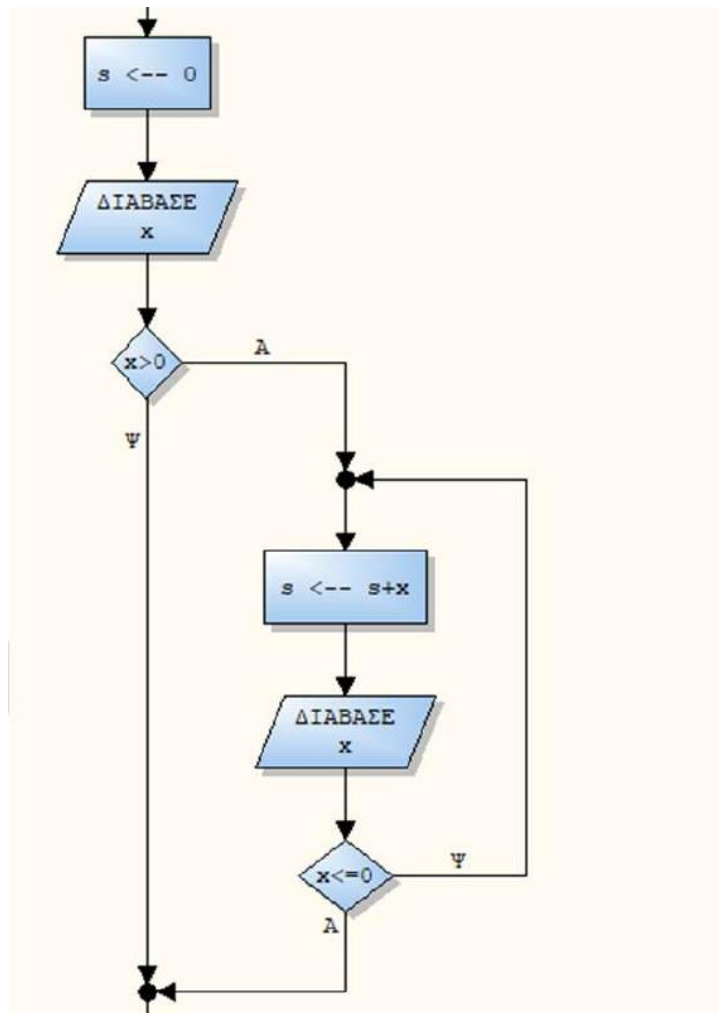 s <-- 0
ΔΙΑΒΑΣΕ
x
x>0
Α
Ψ
s <-- s+x
ΔΙΑΒΑΣΕ
x
x<=0
Ψ
Α